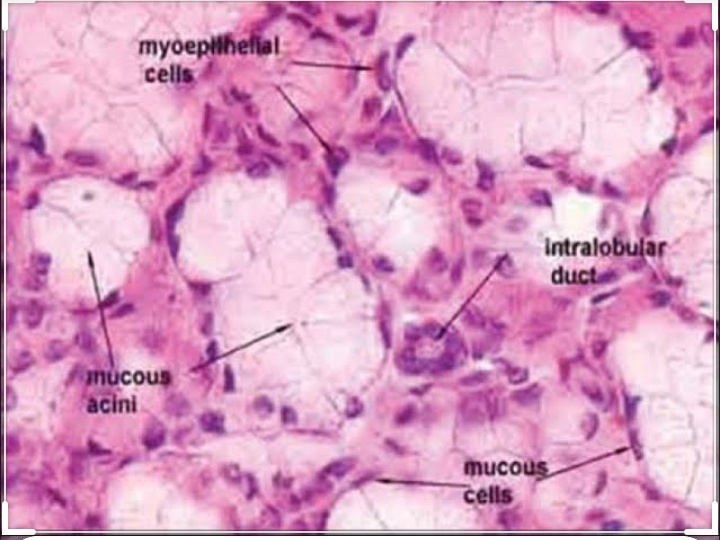 myoepithelial
cells
intralobular
duct
mucous
acini
mucous
cells